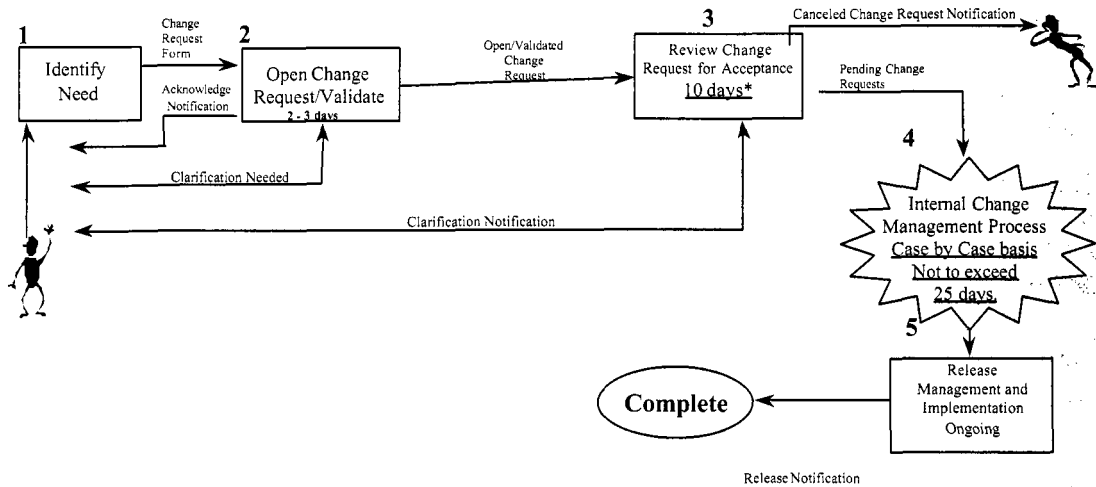 1
Identify
Need
Change
Request
Form
2
Open Change
Request/Validate
2 - 3 days
Acknowledge
Notification
Open/Validated
Change
Request
3
Review Change
Request for Acceptance
10 days*
Canceled Change Request Notification
Pending Change
Requests
Clarification Needed
Clarification Notification
4
Internal Change
Management Process
Case by Case basis
Not to exceed
25 days.
5
Release
Management and
Implementation
Ongoing
Complete
Release Notification